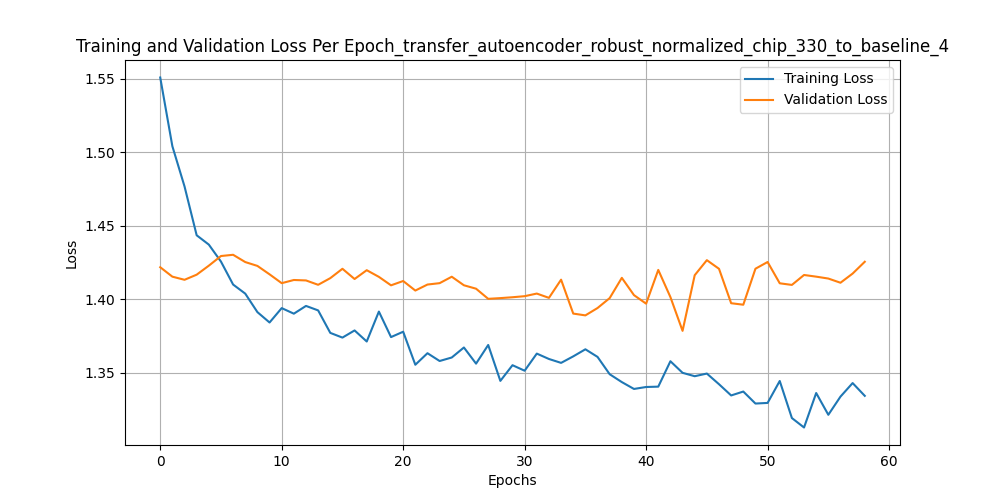 Training and Validation Loss Per Epoch_transfer_autoencoder_robust_normalized_chip_330_to_baseline_4
Training Loss
Validation Loss
1.55
1.50
1.45
1.40
1.35
Loss
0 10 20 30 40 50 60
Epochs